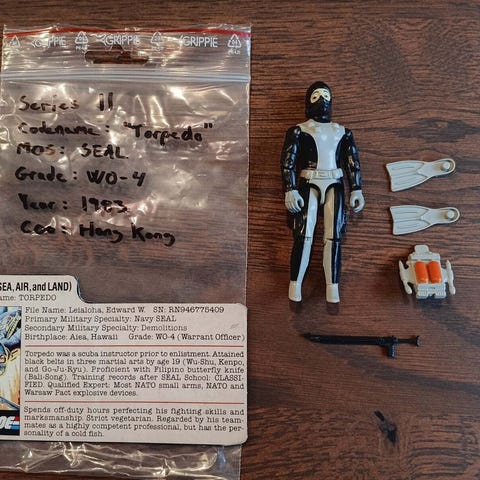 GRIPPIE GRIPPIE GRIPPIE
Series 11
Codename: "Torpedo"
MOS: SEAL
Grade: WO-4
Year: 1983
COO: Hong Kong
SEA, AIR, and LAND)
ame: TORPEDO
File Name: Leialoha, Edward W. SN: RN946775409
Primary Military Specialty: Navy SEAL
Secondary Military Specialty: Demolitions
Birthplace: Aiea, Hawaii Grade: WO-4 (Warrant Officer)
Torpedo was a scuba instructor prior to enlistment. Attained
black belts in three martial arts by age 19 (Wu-Shu, Kenpo,
and Go-Ju-Ryu). Proficient with Filipino butterfly knife
(Bali-Song). Training records after SEAL School: CLASSI-
FIED. Qualified Expert: Most NATO small arms, NATO and
Warsaw Pact explosive devices.
Spends off-duty hours perfecting his fighting skills and
marksmanship. Strict vegetarian. Regarded by his team-
mates as a highly competent professional, but has the per-
sonality of a cold fish.